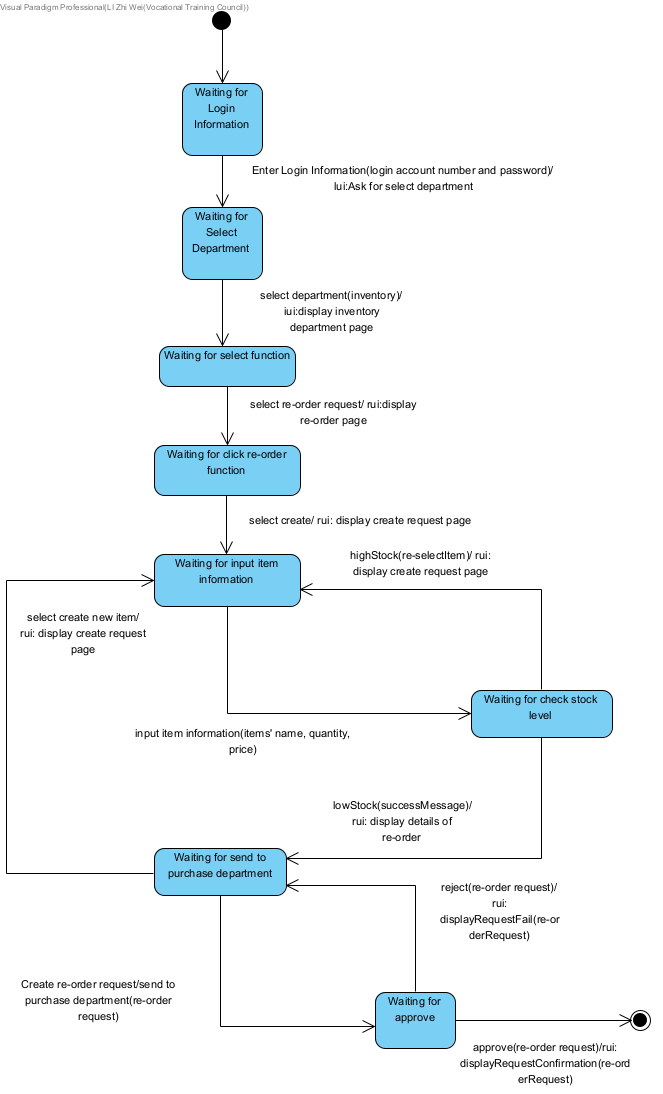 Visual Paradigm Professional(LI Zhi Wei(Vocational Training Council))
Waiting for
Login
Information
Enter Login Information(login account number and password)/
lui:Ask for select department
Waiting for
Select
Department
select department(inventory)/
iui:display inventory
department page
Waiting for select function
select re-order request/ rui:display
re-order page
Waiting for click re-order
function
select create/ rui: display create request page
highStock(re-selectItem)/ rui:
display create request page
Waiting for input item
information
select create new item/
rui: display create request
page
Waiting for check stock
level
input item information(items' name, quantity,
price)
lowStock(successMessage)/
rui: display details of
re-order
Waiting for send to
purchase department
reject(re-order request)/
rui:
displayRequestFail(re-or
derRequest)
Create re-order request/send to
purchase department(re-order
request)
Waiting for
approve
approve(re-order request)/rui:
displayRequestConfirmation(re-ord
erRequest)